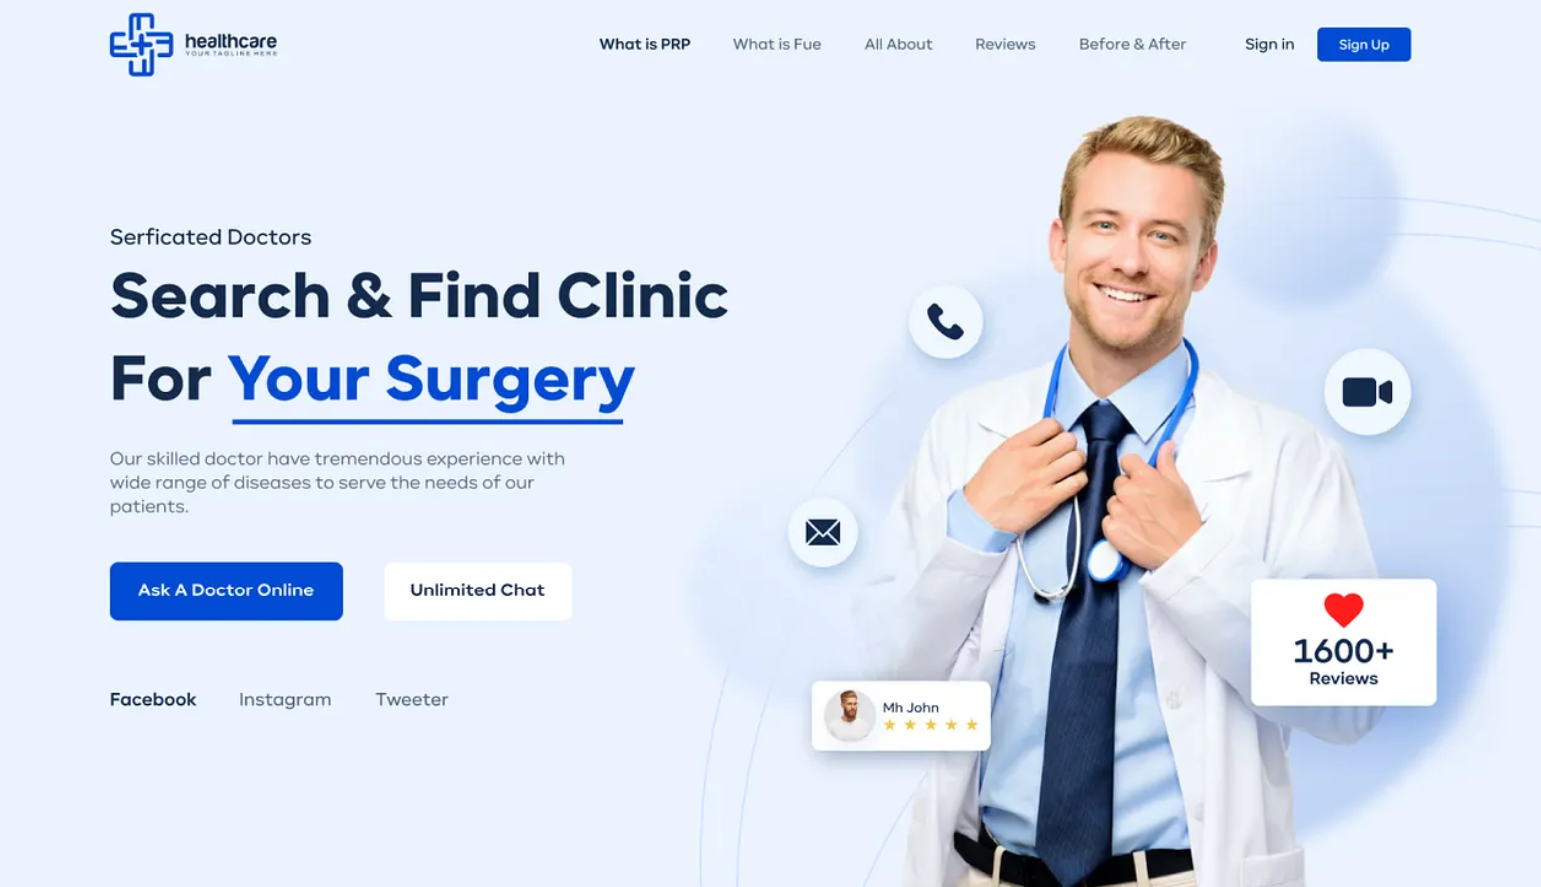 healthcare
YOUR TAGLINE HERE
What is PRP
What is Fue
All About
Reviews
Before & After
Sign in
Sign Up
Serficated Doctors
Search & Find Clinic
For Your Surgery
Our skilled doctor have tremendous experience with
wide range of diseases to serve the needs of our
patients.
Ask A Doctor Online
Unlimited Chat
Facebook
Instagram
Tweeter
Mh John
1600+
Reviews